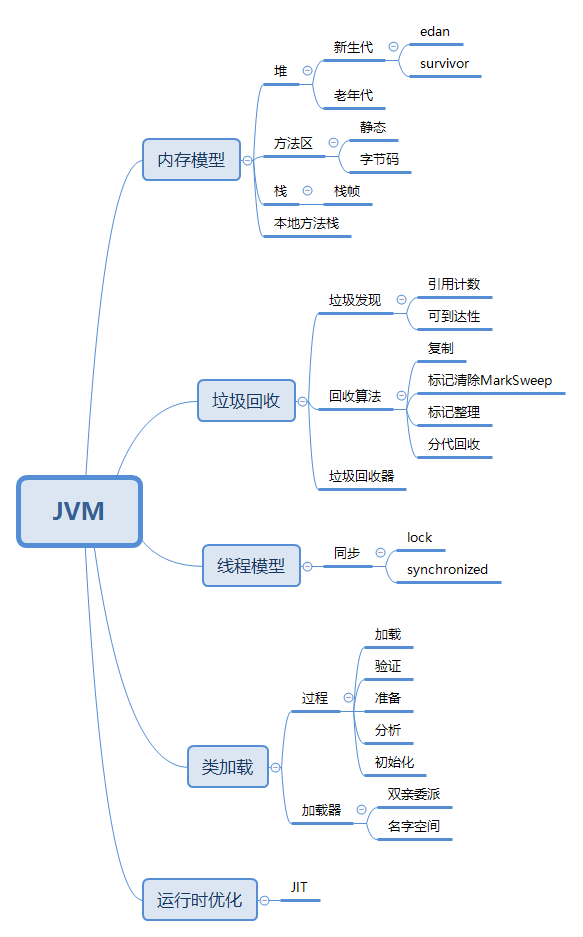 JVM
内存模型
堆
新生代
edan
survivor
老年代
方法区
静态
字节码
栈
栈帧
本地方法栈
垃圾回收
垃圾发现
引用计数
可到达性
回收算法
复制
标记清除MarkSweep
标记整理
分代回收
垃圾回收器
线程模型
同步
lock
synchronized
类加载
过程
加载
验证
准备
分析
初始化
加载器
双亲委派
名字空间
运行时优化
JIT